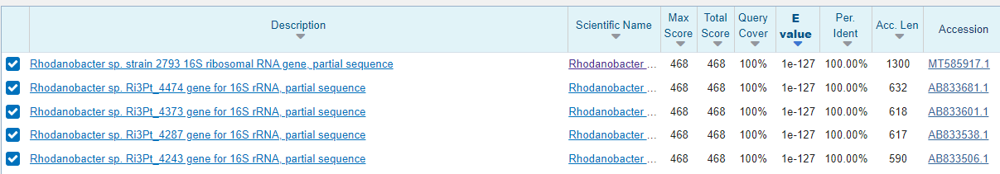 Description Scientific Name Max Score Total Score Query Cover E value Per. Ident Acc. Len Accession
Rhodanobacter sp. strain 2793 16S ribosomal RNA gene, partial sequence Rhodanobacter ... 468 468 100% 1e-127 100.00% 1300 MT585917.1
Rhodanobacter sp. Ri3Pt_4474 gene for 16S rRNA, partial sequence Rhodanobacter ... 468 468 100% 1e-127 100.00% 632 AB833681.1
Rhodanobacter sp. Ri3Pt_4373 gene for 16S rRNA, partial sequence Rhodanobacter ... 468 468 100% 1e-127 100.00% 618 AB833601.1
Rhodanobacter sp. Ri3Pt_4287 gene for 16S rRNA, partial sequence Rhodanobacter ... 468 468 100% 1e-127 100.00% 617 AB833538.1
Rhodanobacter sp. Ri3Pt_4243 gene for 16S rRNA, partial sequence Rhodanobacter ... 468 468 100% 1e-127 100.00% 590 AB833506.1